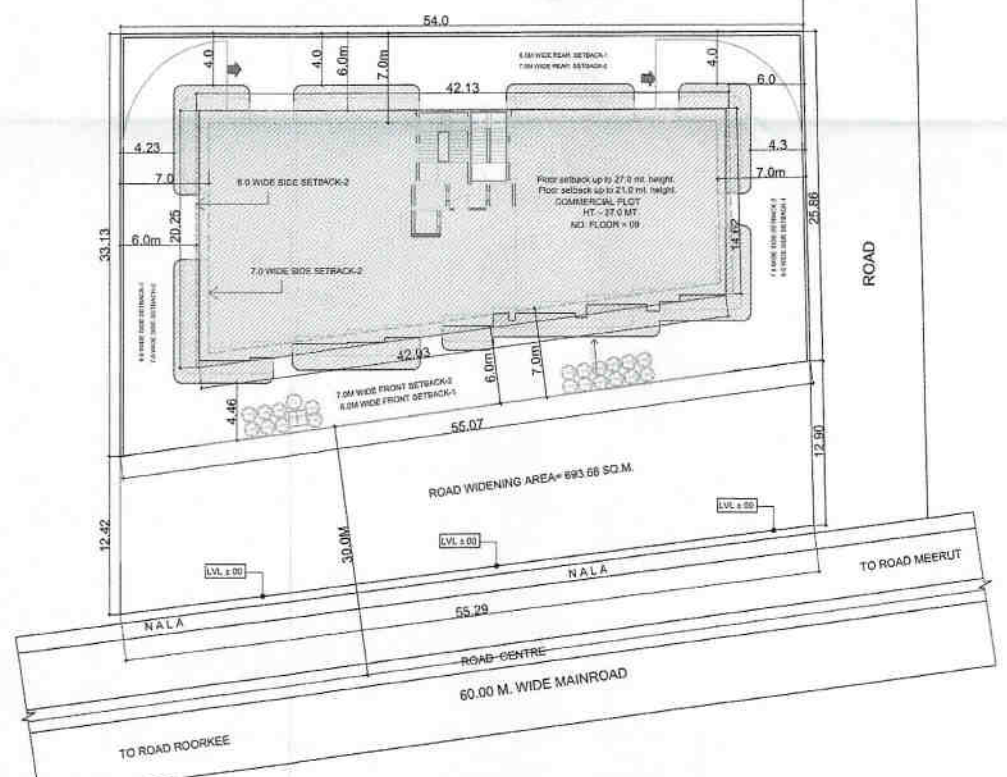 54.0
4.0
4.0
6.0m
7.0m
6.0M WIDE REAR SETBACK-1
7.0M WIDE REAR SETBACK-2
4.0
6.0
42.13
4.23
4.3
7.0
7.0m
6.0 WIDE SIDE SETBACK-2
Floor setback up to 27.0 mt. height.
Floor setback up to 21.0 mt. height.
COMMERCIAL PLOT
HT - 27.0 MT
NO. FLOOR = 09
33.13
20.25
6.0m
14.62
25.86
ROAD
7.0 WIDE SIDE SETBACK-2
42.03
6.0m
7.0m
7.0M WIDE FRONT SETBACK-2
6.0M WIDE FRONT SETBACK-1
4.46
55.07
12.90
ROAD WIDENING AREA= 693.66 SQ.M.
12.42
30.0M
LVL ± 00
LVL ± 00
LVL ± 00
NALA
NALA
TO ROAD MEERUT
55.29
ROAD CENTRE
60.00 M. WIDE MAINROAD
TO ROAD ROORKEE